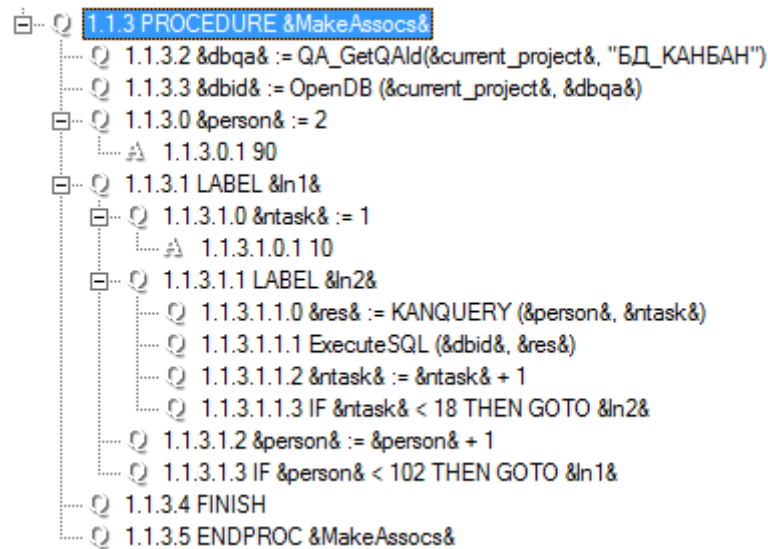 1.1.3 PROCEDURE &MakeAssocs&
Q 1.1.3.2 &dbqa& := QA_GetQAId(&current_project&, "БД_КАНБАН")
Q 1.1.3.3 &dbid& := OpenDB (&current_project&, &dbqa&)
Q 1.1.3.0 &person& := 2
A 1.1.3.0.1 90
Q 1.1.3.1 LABEL &ln1&
Q 1.1.3.1.0 &ntask& := 1
A 1.1.3.1.0.1 10
Q 1.1.3.1.1 LABEL &ln2&
Q 1.1.3.1.1.0 &res& := KANQUERY (&person&, &ntask&)
Q 1.1.3.1.1.1 ExecuteSQL (&dbid&, &res&)
Q 1.1.3.1.1.2 &ntask& := &ntask& + 1
Q 1.1.3.1.1.3 IF &ntask& < 18 THEN GOTO &ln2&
Q 1.1.3.1.2 &person& := &person& + 1
Q 1.1.3.1.3 IF &person& < 102 THEN GOTO &ln1&
Q 1.1.3.4 FINISH
Q 1.1.3.5 ENDPROC &MakeAssocs&